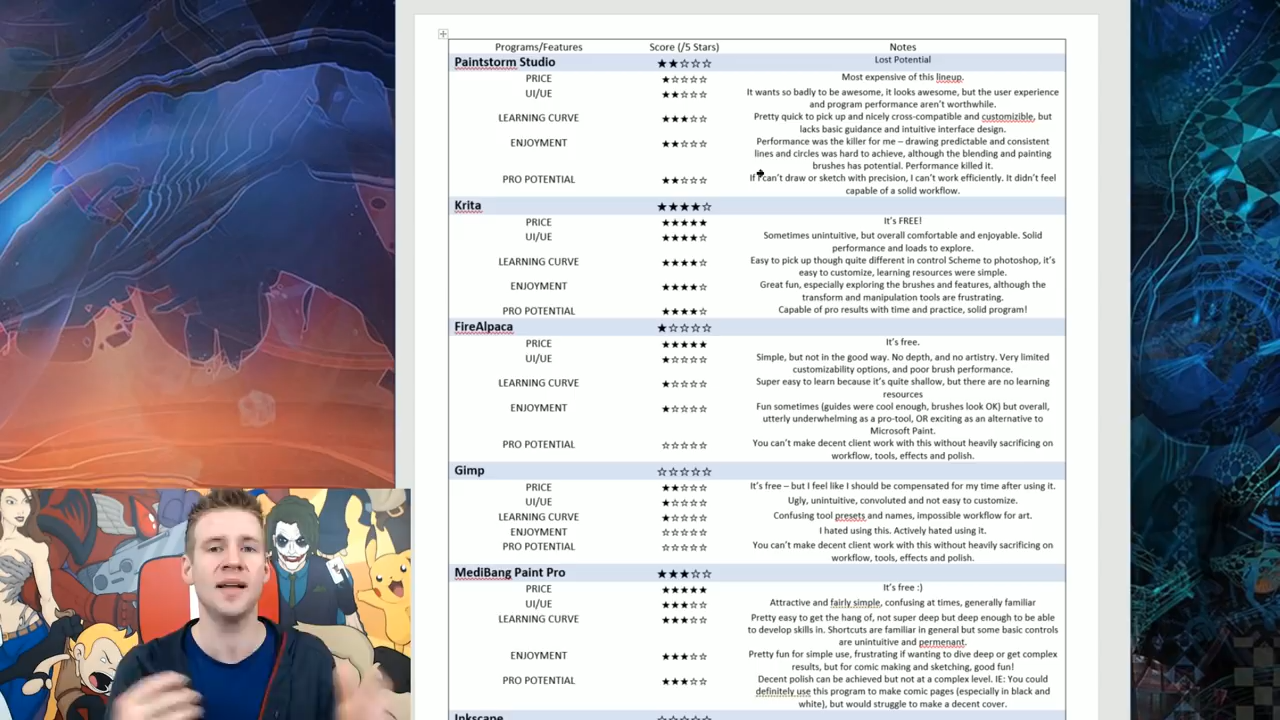 Programs/Features Score (/5 Stars) Notes
Paintstorm Studio ★★☆☆☆ Lost Potential
PRICE ★☆☆☆☆ Most expensive of this lineup.
UI/UE ★★☆☆☆ It wants so badly to be awesome, it looks awesome, but the user experience
and program performance aren't worthwhile.
LEARNING CURVE ★★★☆☆ Pretty quick to pick up and nicely cross-compatible and customizible, but
lacks basic guidance and intuitive interface design.
ENJOYMENT ★★☆☆☆ Performance was the killer for me – drawing predictable and consistent
lines and circles was hard to achieve, although the blending and painting
brushes has potential. Performance killed it.
PRO POTENTIAL ★★☆☆☆ If I can't draw or sketch with precision, I can't work efficiently. It didn't feel
capable of a solid workflow.
Krita ★★★★☆
PRICE ★★★★★ It's FREE!
UI/UE ★★★★☆ Sometimes unintuitive, but overall comfortable and enjoyable. Solid
performance and loads to explore.
LEARNING CURVE ★★★★☆ Easy to pick up though quite different in control Scheme to photoshop, it's
easy to customize, learning resources were simple.
ENJOYMENT ★★★★☆ Great fun, especially exploring the brushes and features, although the
transform and manipulation tools are frustrating.
PRO POTENTIAL ★★★★☆ Capable of pro results with time and practice, solid program!
FireAlpaca ★☆☆☆☆
PRICE ★★★★★ It's free.
UI/UE ★☆☆☆☆ Simple, but not in the good way. No depth, and no artistry. Very limited
customizability options, and poor brush performance.
LEARNING CURVE ★☆☆☆☆ Super easy to learn because it's quite shallow, but there are no learning
resources
ENJOYMENT ★☆☆☆☆ Fun sometimes (guides were cool enough, brushes look OK) but overall,
utterly underwhelming as a pro-tool, OR exciting as an alternative to
Microsoft Paint.
PRO POTENTIAL ☆☆☆☆☆ You can't make decent client work with this without heavily sacrificing on
workflow, tools, effects and polish.
Gimp ☆☆☆☆☆
PRICE ★★☆☆☆ It's free – but I feel like I should be compensated for my time after using it.
UI/UE ★☆☆☆☆ Ugly, unintuitive, convoluted and not easy to customize.
LEARNING CURVE ★☆☆☆☆ Confusing tool presets and names, impossible workflow for art.
ENJOYMENT ☆☆☆☆☆ I hated using this. Actively hated using it.
PRO POTENTIAL ☆☆☆☆☆ You can't make decent client work with this without heavily sacrificing on
workflow, tools, effects and polish.
MediBang Paint Pro ★★★☆☆
PRICE ★★★★★ It's free :)
UI/UE ★★★☆☆ Attractive and fairly simple, confusing at times, generally familiar
LEARNING CURVE ★★★☆☆ Pretty easy to get the hang of, not super deep but deep enough to be able
to develop skills in. Shortcuts are familiar in general but some basic controls
are unintuitive and permenant.
ENJOYMENT ★★★☆☆ Pretty fun for simple use, frustrating if wanting to dive deep or get complex
results, but for comic making and sketching, good fun!
PRO POTENTIAL ★★★☆☆ Decent polish can be achieved but not at a complex level. IE: You could
definitely use this program to make comic pages (especially in black and
white), but would struggle to make a decent cover.
Inkscape ☆☆☆☆☆